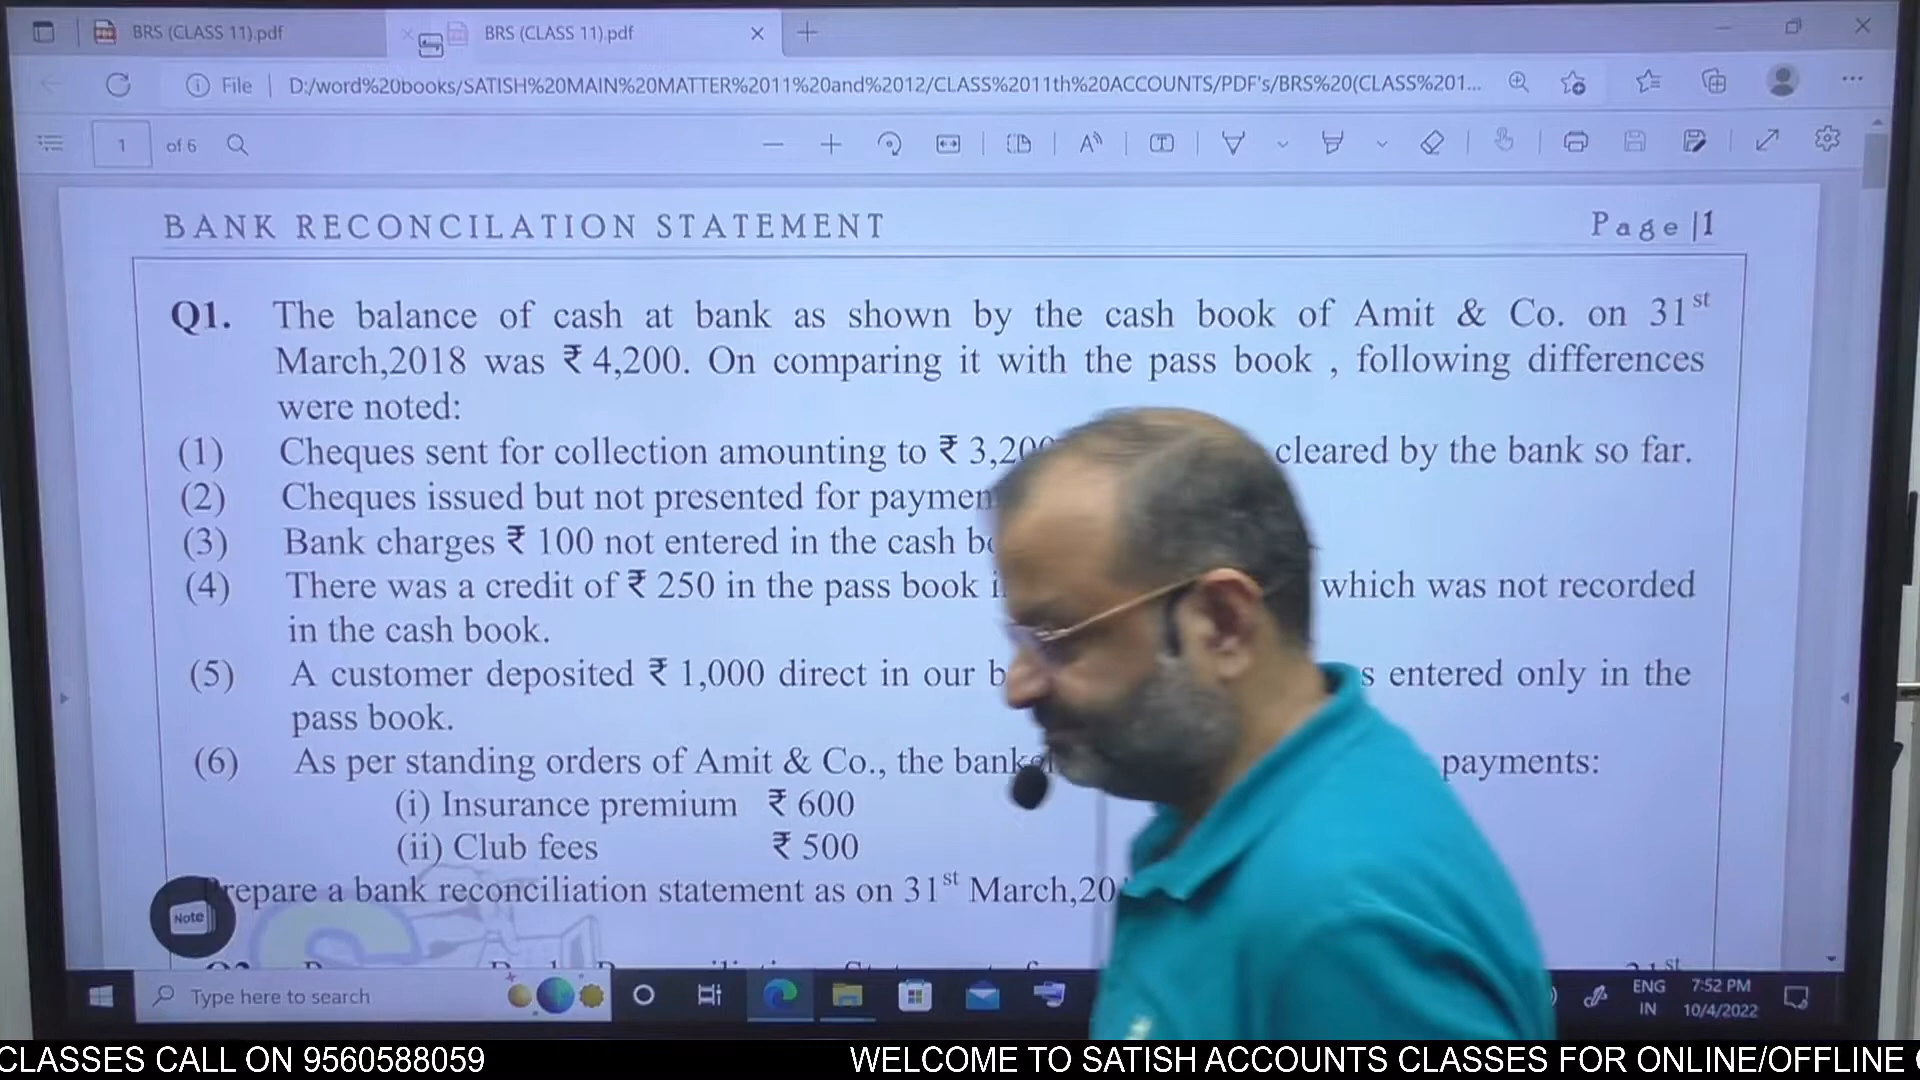 BRS (CLASS 11).pdf
BRS (CLASS 11).pdf
File
D:/word%20books/SATISH%20MAIN%20MATTER%2011%20and%2012/CLASS%2011th%20ACCOUNTS/PDF's/BRS%20(CLASS%201...
1 of 6
BANK RECONCILATION STATEMENT Page|1
Q1. The balance of cash at bank as shown by the cash book of Amit & Co. on 31st
March,2018 was ₹ 4,200. On comparing it with the pass book , following differences
were noted:
(1) Cheques sent for collection amounting to ₹ 3,20 cleared by the bank so far.
(2) Cheques issued but not presented for paymen
(3) Bank charges ₹ 100 not entered in the cash b
(4) There was a credit of ₹ 250 in the pass book which was not recorded
in the cash book.
(5) A customer deposited ₹ 1,000 direct in our b s entered only in the
pass book.
(6) As per standing orders of Amit & Co., the bank payments:
(i) Insurance premium ₹ 600
(ii) Club fees ₹ 500
repare a bank reconciliation statement as on 31st March,20
Note
Type here to search
ENG
IN
7:52 PM
10/4/2022
CLASSES CALL ON 9560588059 WELCOME TO SATISH ACCOUNTS CLASSES FOR ONLINE/OFFLINE